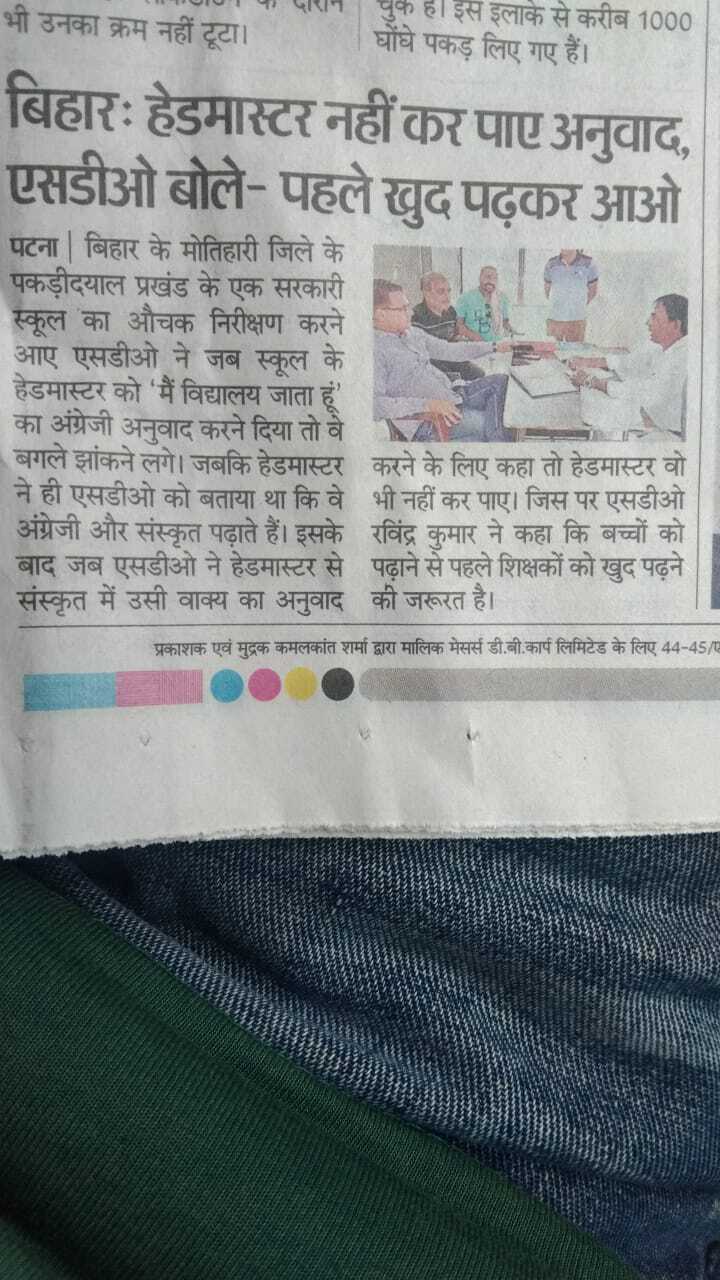 भी उनका क्रम नहीं टूटा।
चुके हैं। इस इलाके से करीब 1000
घोंघे पकड़ लिए गए हैं।
बिहार: हेडमास्टर नहीं कर पाए अनुवाद,
एसडीओ बोले- पहले खुद पढ़कर आओ
पटना | बिहार के मोतिहारी जिले के
पकड़ीदयाल प्रखंड के एक सरकारी
स्कूल का औचक निरीक्षण करने
आए एसडीओ ने जब स्कूल के
हेडमास्टर को 'मैं विद्यालय जाता हूं'
का अंग्रेजी अनुवाद करने दिया तो वे
बगले झांकने लगे। जबकि हेडमास्टर
ने ही एसडीओ को बताया था कि वे
अंग्रेजी और संस्कृत पढ़ाते हैं। इसके
बाद जब एसडीओ ने हेडमास्टर से
संस्कृत में उसी वाक्य का अनुवाद
करने के लिए कहा तो हेडमास्टर वो
भी नहीं कर पाए। जिस पर एसडीओ
रविंद्र कुमार ने कहा कि बच्चों को
पढ़ाने से पहले शिक्षकों को खुद पढ़ने
की जरूरत है।
प्रकाशक एवं मुद्रक कमलकांत शर्मा द्वारा मालिक मेसर्स डी.बी.कार्प लिमिटेड के लिए 44-45/ए